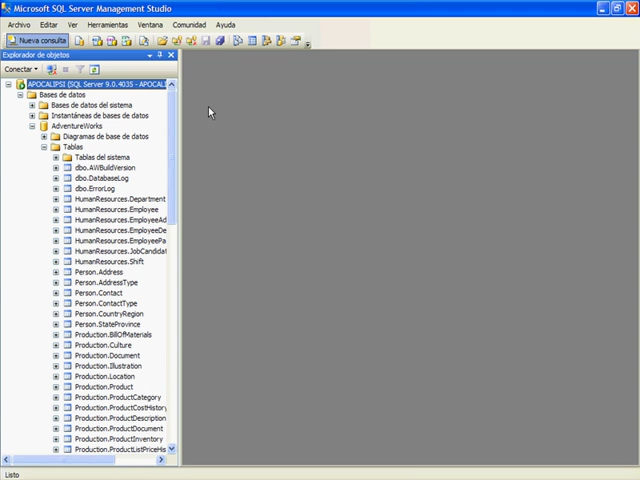 Microsoft SQL Server Management Studio
Archivo Editar Ver Herramientas Ventana Comunidad Ayuda
Nueva consulta
Explorador de objetos
Conectar
APOCALIPSI (SQL Server 9.0.4035 - APOCALI
Bases de datos
Bases de datos del sistema
Instantáneas de bases de datos
AdventureWorks
Diagramas de base de datos
Tablas
Tablas del sistema
dbo.AWBuildVersion
dbo.DatabaseLog
dbo.ErrorLog
HumanResources.Department
HumanResources.Employee
HumanResources.EmployeeAd
HumanResources.EmployeeDe
HumanResources.EmployeePa
HumanResources.JobCandidat
HumanResources.Shift
Person.Address
Person.AddressType
Person.Contact
Person.ContactType
Person.CountryRegion
Person.StateProvince
Production.BillOfMaterials
Production.Culture
Production.Document
Production.Illustration
Production.Location
Production.Product
Production.ProductCategory
Production.ProductCostHistory
Production.ProductDescription
Production.ProductDocument
Production.ProductInventory
Production.ProductListPriceHis
Listo